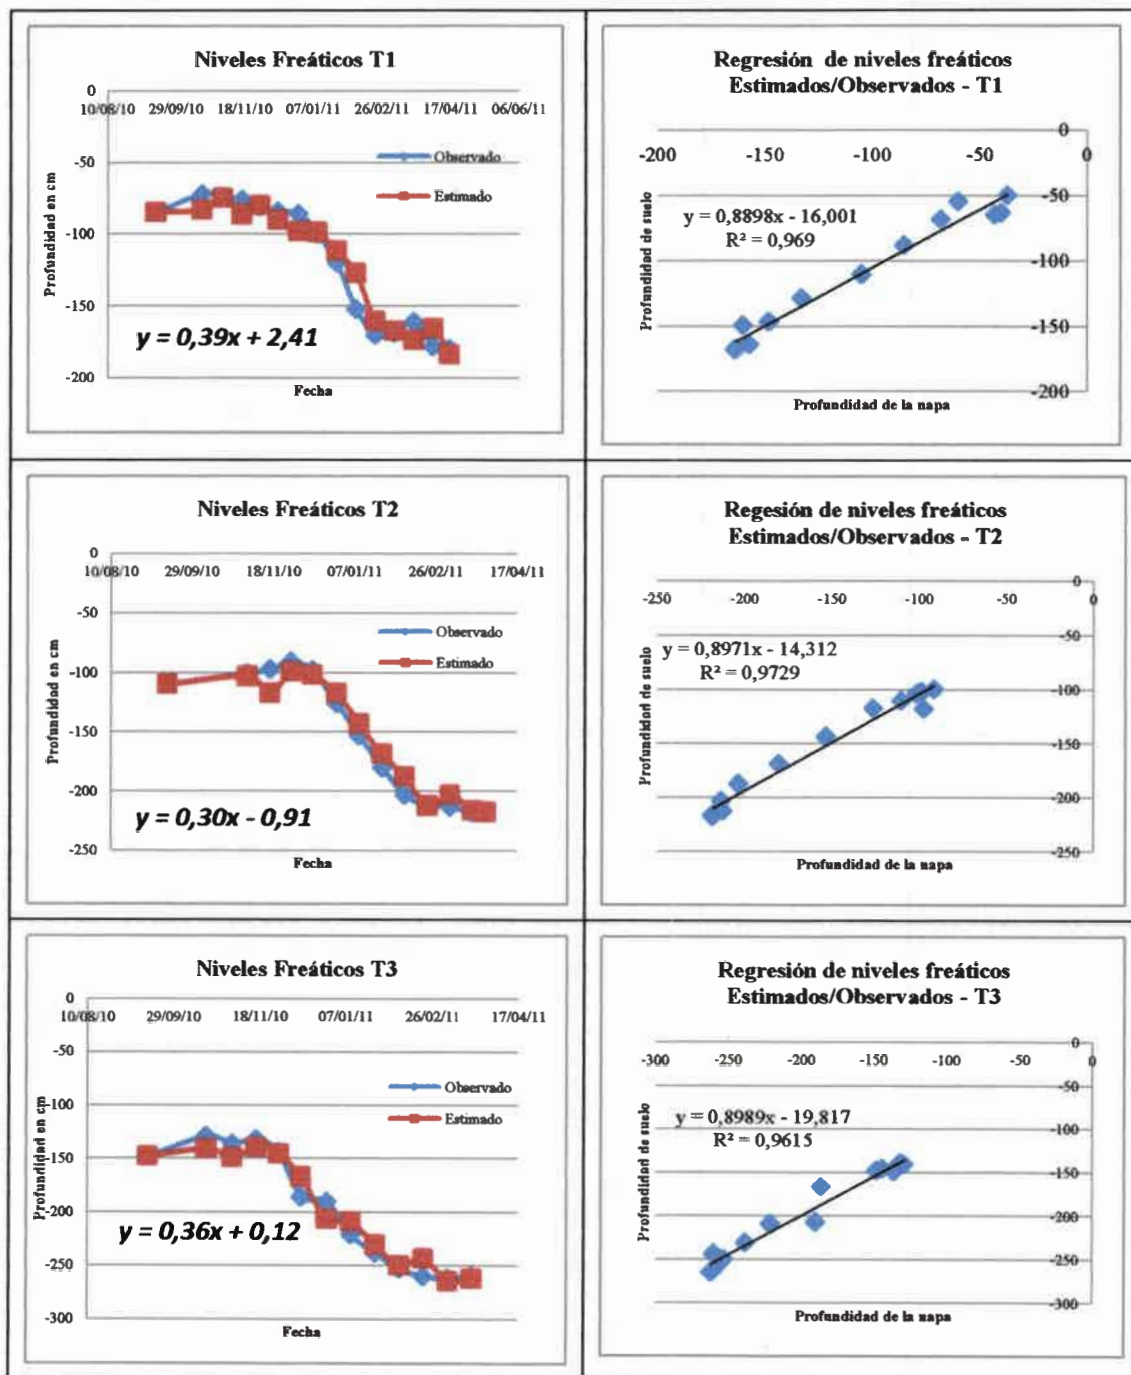 Niveles Freáticos T1
0
10/08/10 29/09/10 18/11/10 07/01/11 26/02/11 17/04/11 06/06/11
-50
Observado
Estimado
-100
-150
-200
Profundidad en cm
y = 0,39x + 2,41
Fecha
Regresión de niveles freáticos
Estimados/Observados - T1
-200 -150 -100 -50 0
0
-50
-100
-150
-200
y = 0,8898x - 16,001
R² = 0,969
Profundidad de suelo
Profundidad de la napa
Niveles Freáticos T2
0
10/08/10 29/09/10 18/11/10 07/01/11 26/02/11 17/04/11
-50
Observado
Estimado
-100
-150
-200
-250
Profundidad en cm
y = 0,30x - 0,91
Fecha
Regesión de niveles freáticos
Estimados/Observados - T2
-250 -200 -150 -100 -50 0
0
-50
-100
-150
-200
-250
y = 0,8971x - 14,312
R² = 0,9729
Profundidad de suelo
Profundidad de la napa
Niveles Freáticos T3
0
10/08/10 29/09/10 18/11/10 07/01/11 26/02/11 17/04/11
-50
Observado
Estimado
-100
-150
-200
-250
-300
Profundidad en cm
y = 0,36x + 0,12
Fecha
Regresión de niveles freáticos
Estimados/Observados - T3
-300 -250 -200 -150 -100 -50 0
0
-50
-100
-150
-200
-250
-300
y = 0,8989x - 19,817
R² = 0,9615
Profundidad de suelo
Profundidad de la napa